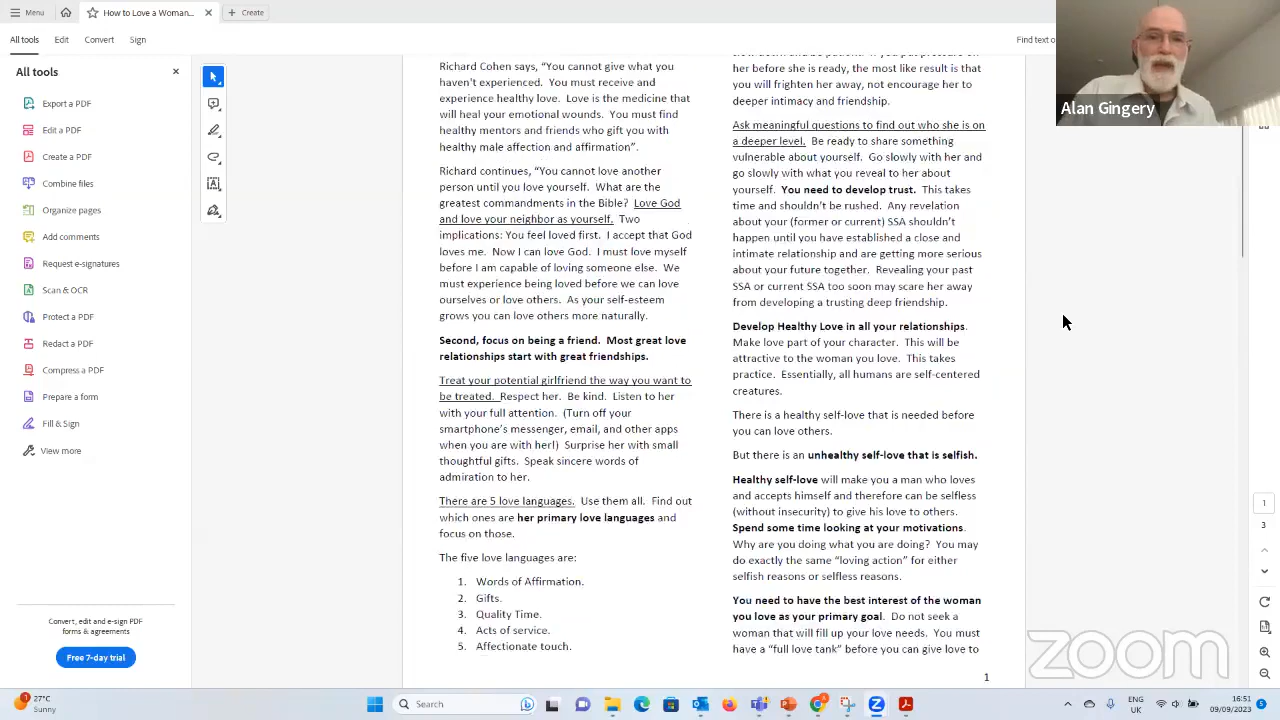 Menu
How to Love a Woman...
Create
All tools
Edit
Convert
Sign
Find text o
All tools
Export a PDF
Edit a PDF
Create a PDF
Combine files
Organize pages
Add comments
Request e-signatures
Scan & OCR
Protect a PDF
Redact a PDF
Compress a PDF
Prepare a form
Fill & Sign
View more
Convert, edit and e-sign PDF
forms & agreements
Free 7-day trial
Richard Cohen says, "You cannot give what you
haven't experienced. You must receive and
experience healthy love. Love is the medicine that
will heal your emotional wounds. You must find
healthy mentors and friends who gift you with
healthy male affection and affirmation".
Richard continues, "You cannot love another
person until you love yourself. What are the
greatest commandments in the Bible? Love God
and love your neighbor as yourself. Two
implications: You feel loved first. I accept that God
loves me. Now I can love God. I must love myself
before I am capable of loving someone else. We
must experience being loved before we can love
ourselves or love others. As your self-esteem
grows you can love others more naturally.
Second, focus on being a friend. Most great love
relationships start with great friendships.
Treat your potential girlfriend the way you want to
be treated. Respect her. Be kind. Listen to her
with your full attention. (Turn off your
smartphone's messenger, email, and other apps
when you are with her!) Surprise her with small
thoughtful gifts. Speak sincere words of
admiration to her.
There are 5 love languages. Use them all. Find out
which ones are her primary love languages and
focus on those.
The five love languages are:
1. Words of Affirmation.
2. Gifts.
3. Quality Time.
4. Acts of service.
5. Affectionate touch.
her before she is ready, the most like result is that
you will frighten her away, not encourage her to
deeper intimacy and friendship.
Ask meaningful questions to find out who she is on
a deeper level. Be ready to share something
vulnerable about yourself. Go slowly with her and
go slowly with what you reveal to her about
yourself. You need to develop trust. This takes
time and shouldn't be rushed. Any revelation
about your (former or current) SSA shouldn't
happen until you have established a close and
intimate relationship and are getting more serious
about your future together. Revealing your past
SSA or current SSA too soon may scare her away
from developing a trusting deep friendship.
Develop Healthy Love in all your relationships.
Make love part of your character. This will be
attractive to the woman you love. This takes
practice. Essentially, all humans are self-centered
creatures.
There is a healthy self-love that is needed before
you can love others.
But there is an unhealthy self-love that is selfish.
Healthy self-love will make you a man who loves
and accepts himself and therefore can be selfless
(without insecurity) to give his love to others.
Spend some time looking at your motivations.
Why are you doing what you are doing? You may
do exactly the same "loving action" for either
selfish reasons or selfless reasons.
You need to have the best interest of the woman
you love as your primary goal. Do not seek a
woman that will fill up your love needs. You must
have a "full love tank" before you can give love to
1
Alan Gingery
1
3
zoom
1
27°C
Sunny
Search
ENG
UK
16:51
09/09/2023
5